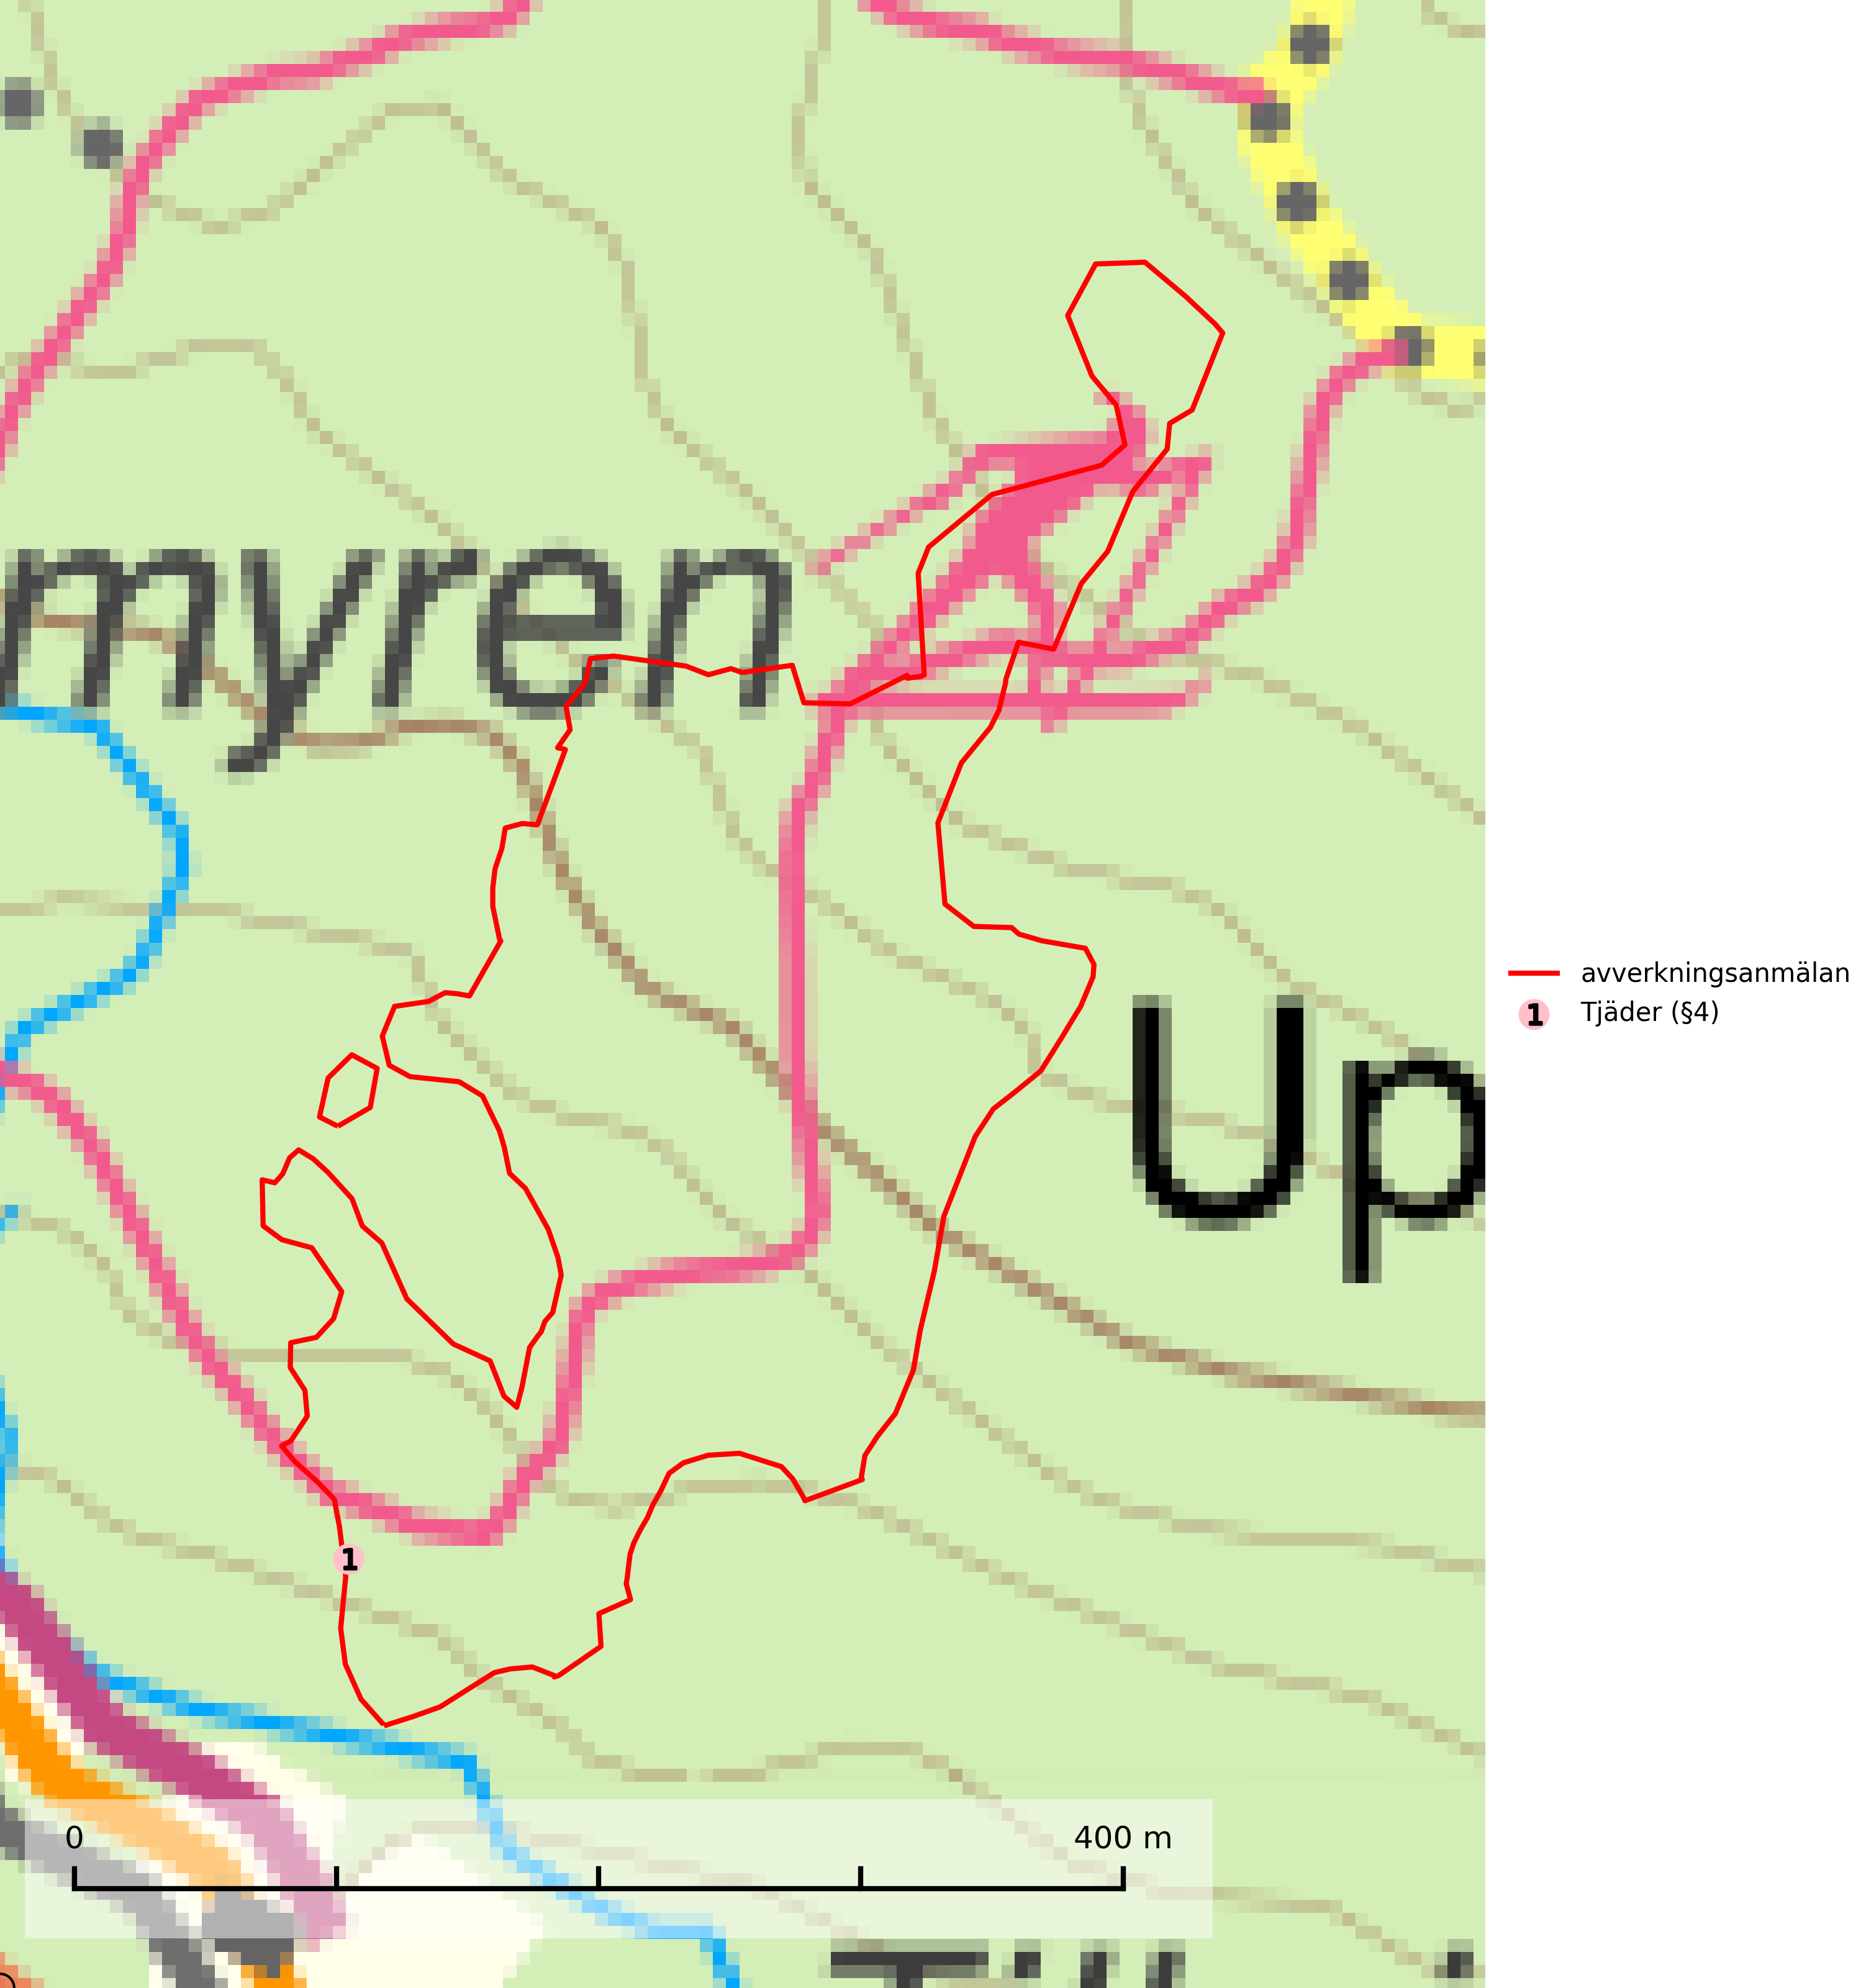 myren
Up
avverkningsanmälan
1 Tjäder (§4)
1
0 400 m